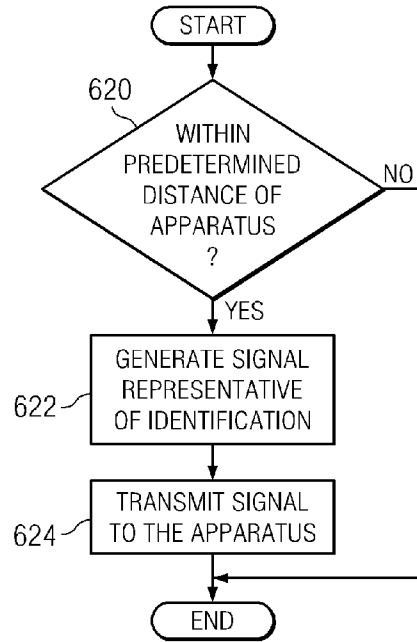 START
620
WITHIN
PREDETERMINED
DISTANCE OF
APPARATUS
?
NO
YES
GENERATE SIGNAL
REPRESENTATIVE
OF IDENTIFICATION
622
TRANSMIT SIGNAL
TO THE APPARATUS
624
END